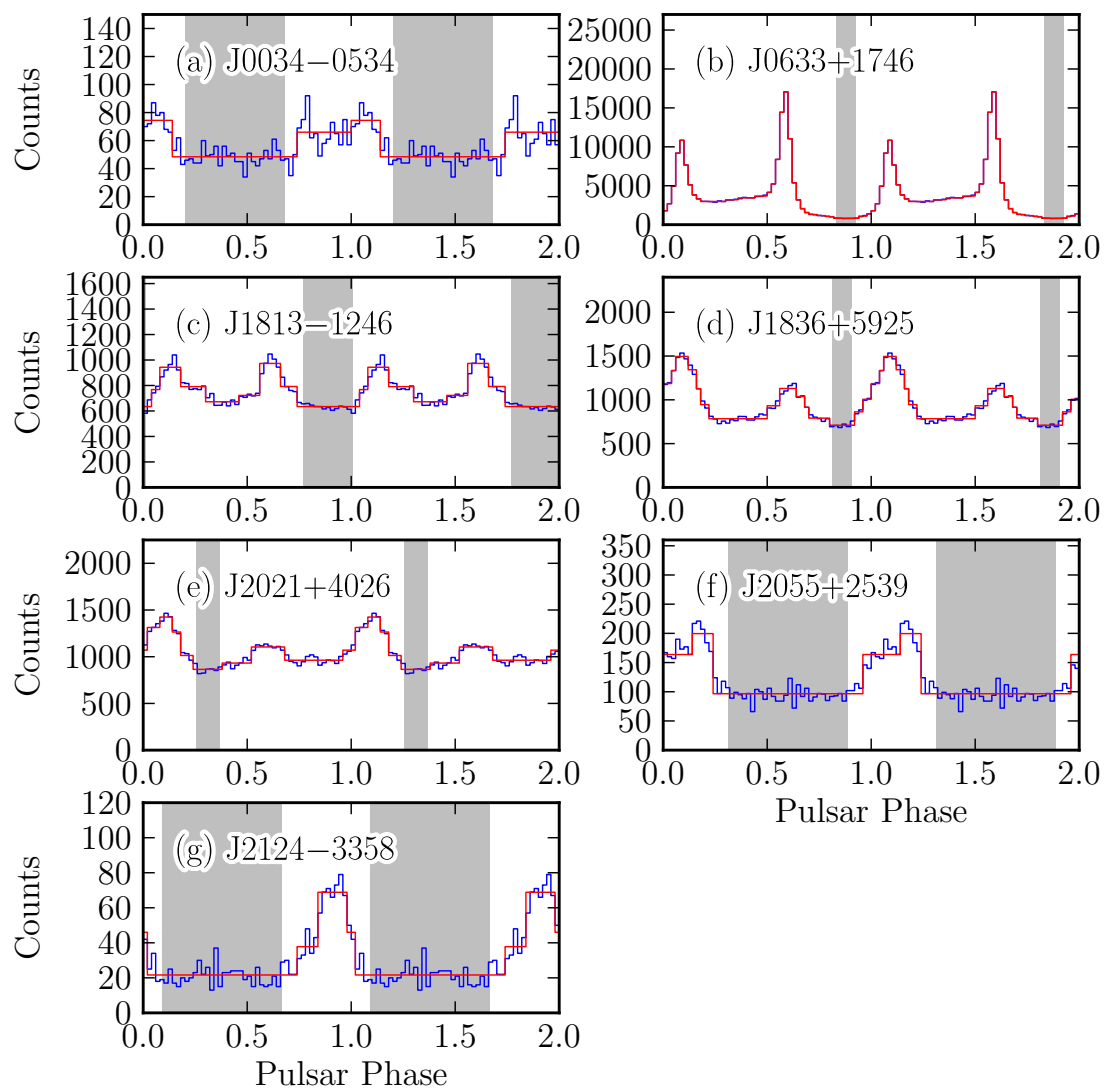 140
120
100
80
60
40
20
0
Counts
(a) J0034−0534
0.0 0.5 1.0 1.5 2.0
25000
20000
15000
10000
5000
0
(b) J0633+1746
0.0 0.5 1.0 1.5 2.0
1600
1400
1200
1000
800
600
400
200
0
Counts
(c) J1813−1246
0.0 0.5 1.0 1.5 2.0
2000
1500
1000
500
0
(d) J1836+5925
0.0 0.5 1.0 1.5 2.0
2000
1500
1000
500
0
Counts
(e) J2021+4026
0.0 0.5 1.0 1.5 2.0
350
300
250
200
150
100
50
0
(f) J2055+2539
0.0 0.5 1.0 1.5 2.0
Pulsar Phase
120
100
80
60
40
20
0
Counts
(g) J2124−3358
0.0 0.5 1.0 1.5 2.0
Pulsar Phase